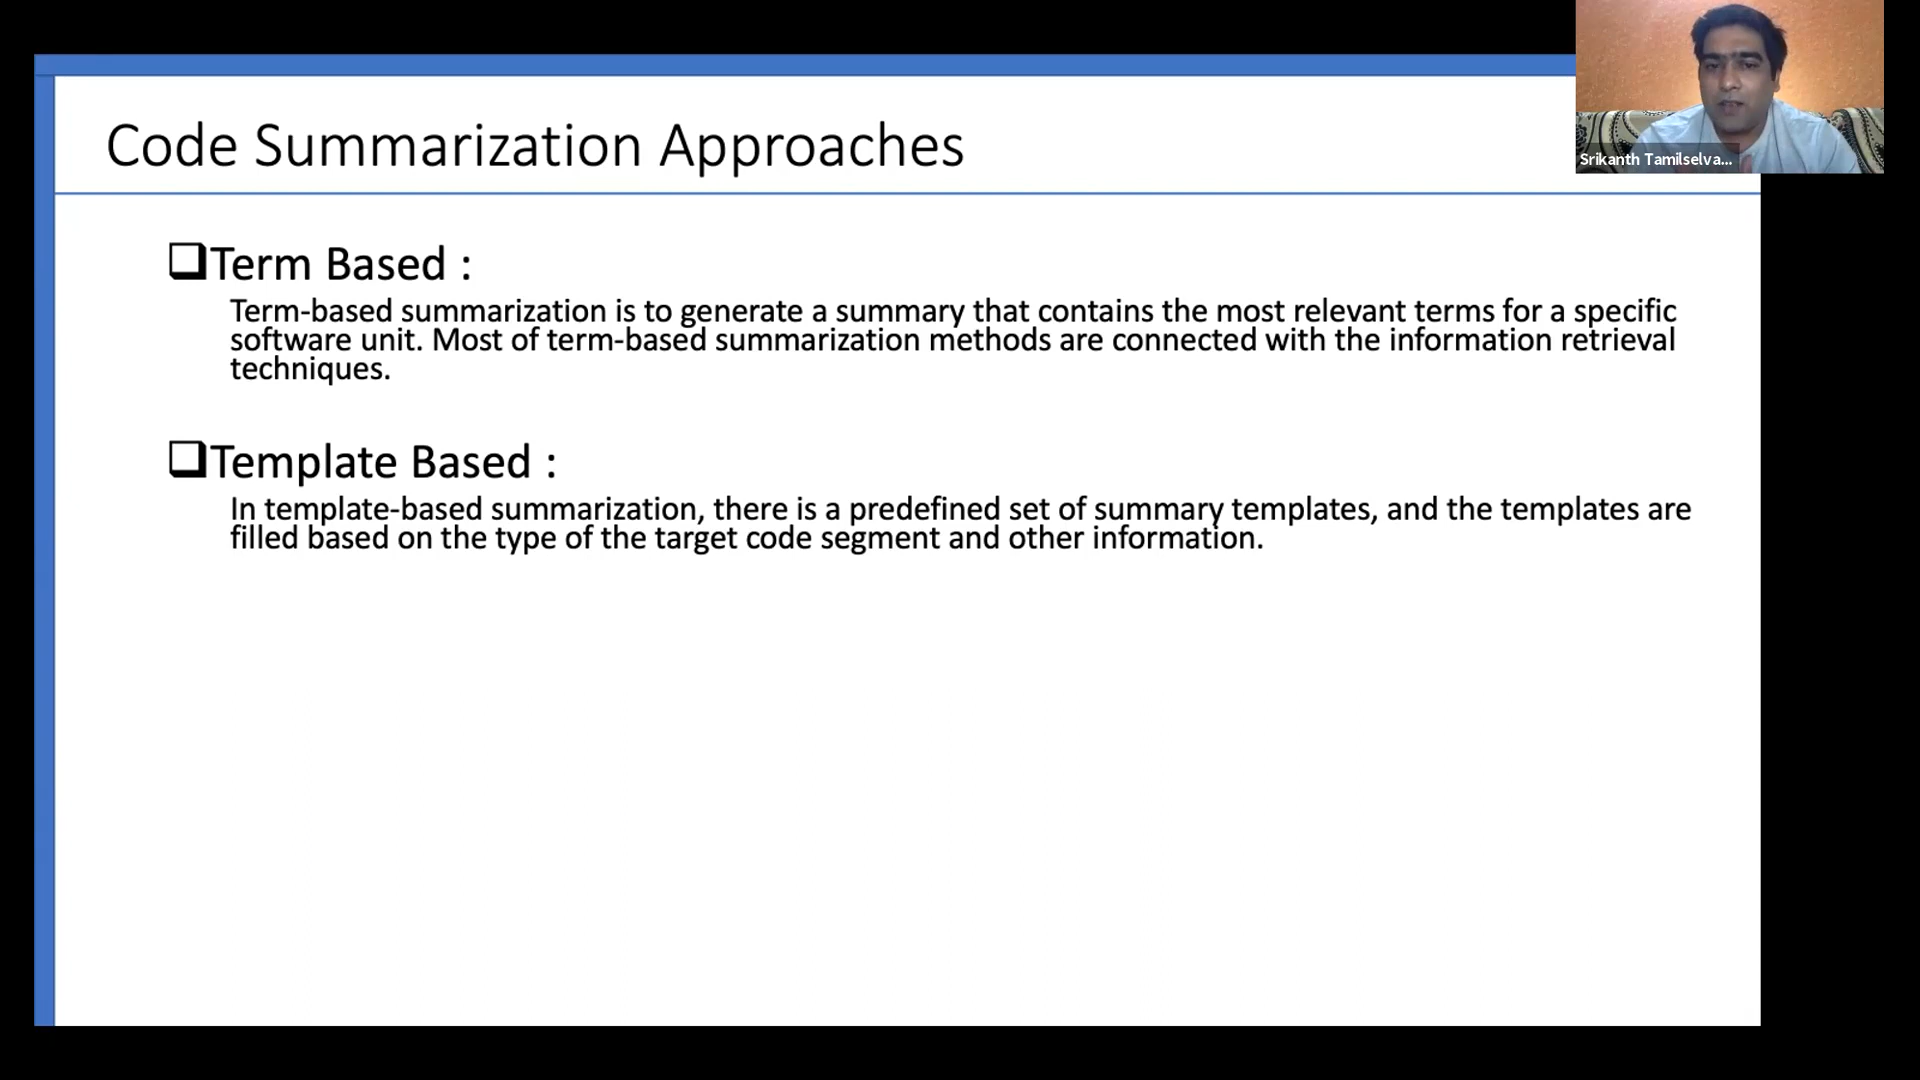 Code Summarization Approaches
Srikanth Tamilselva...
Term Based :
Term-based summarization is to generate a summary that contains the most relevant terms for a specific
software unit. Most of term-based summarization methods are connected with the information retrieval
techniques.
Template Based :
In template-based summarization, there is a predefined set of summary templates, and the templates are
filled based on the type of the target code segment and other information.